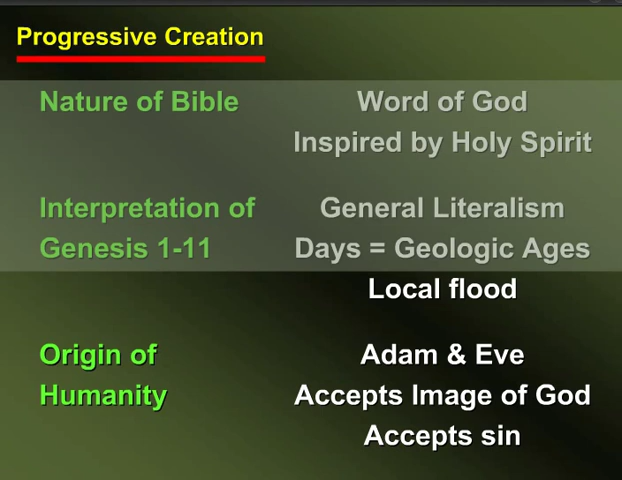 Progressive Creation
Nature of Bible
Word of God
Inspired by Holy Spirit
Interpretation of
Genesis 1-11
General Literalism
Days = Geologic Ages
Local flood
Origin of
Humanity
Adam & Eve
Accepts Image of God
Accepts sin